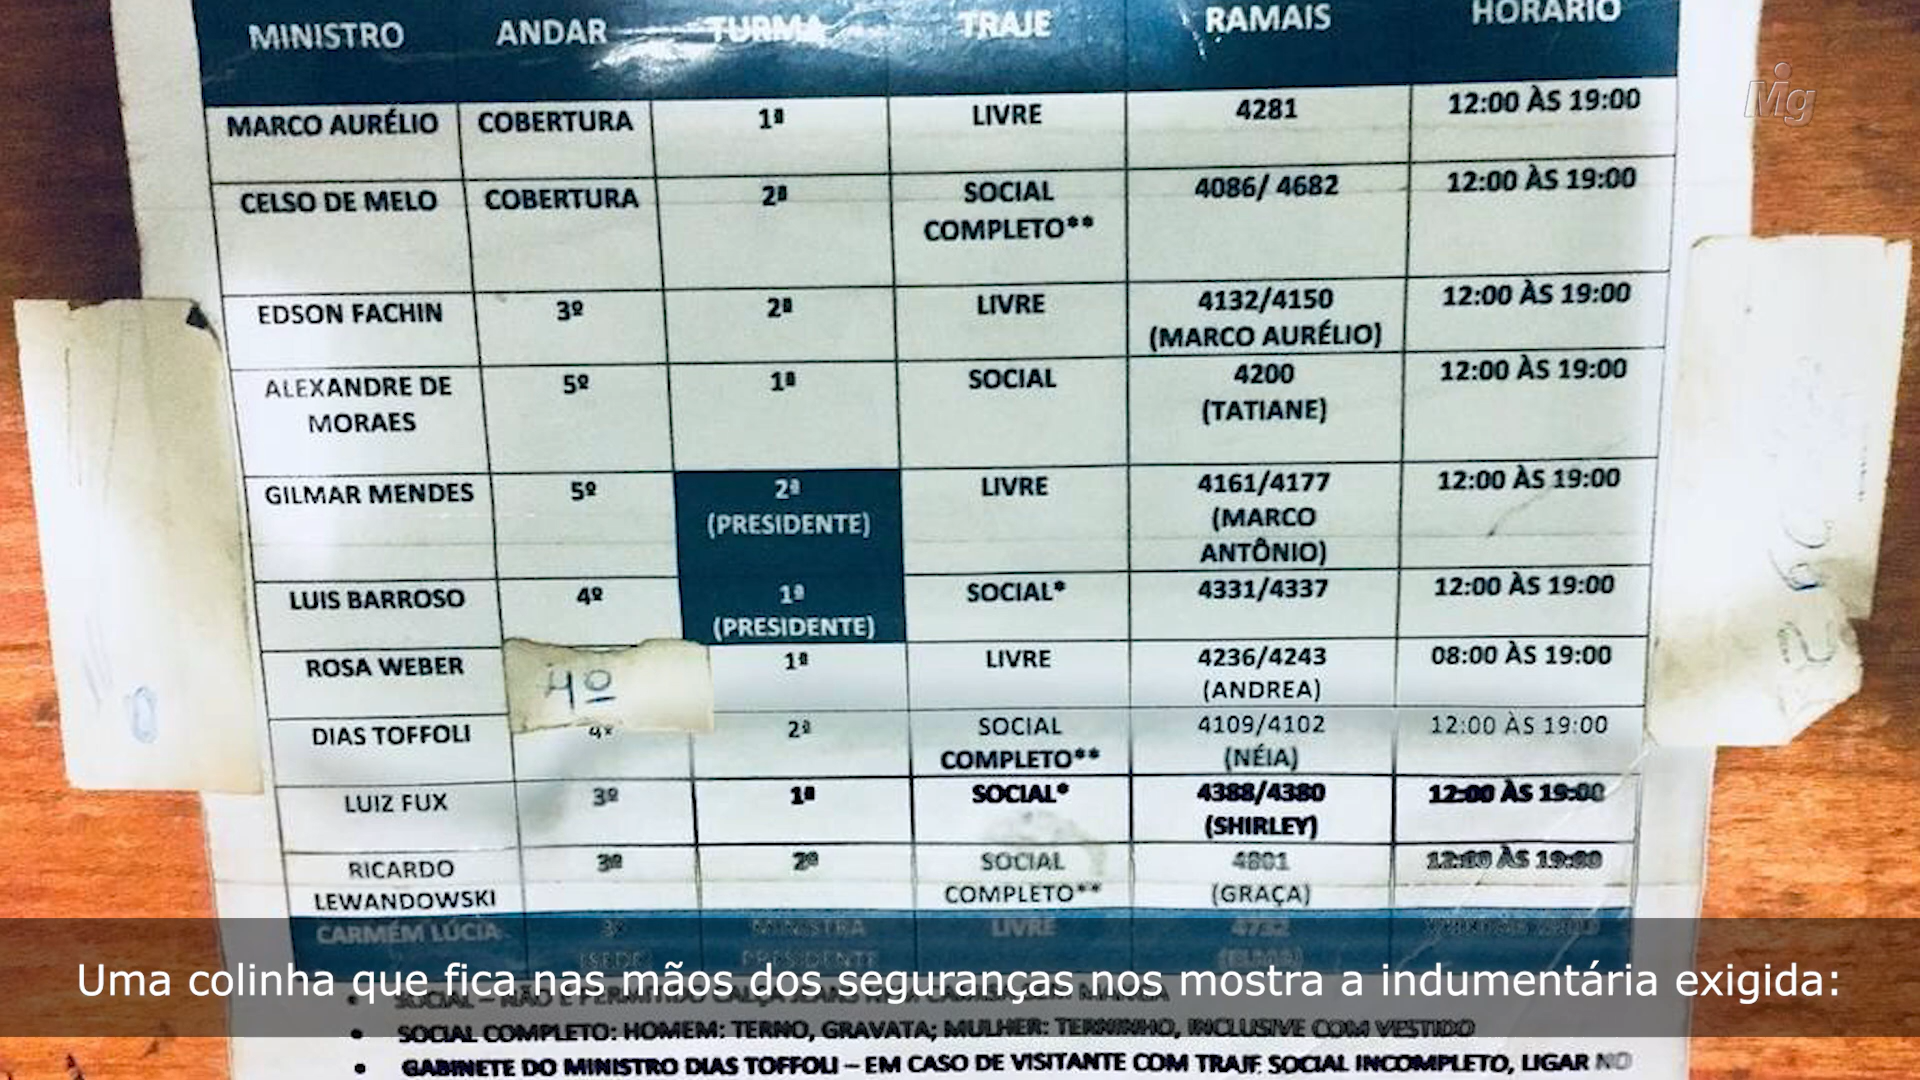 MINISTRO ANDAR TURMA TRAJE RAMAIS HORÁRIO
Mg
MARCO AURÉLIO COBERTURA 1ª LIVRE 4281 12:00 ÀS 19:00
CELSO DE MELO COBERTURA 2ª SOCIAL 4086/ 4682 12:00 ÀS 19:00
COMPLETO**
EDSON FACHIN 3º 2ª LIVRE 4132/4150 12:00 ÀS 19:00
(MARCO AURÉLIO)
ALEXANDRE DE 5º 1ª SOCIAL 4200 12:00 ÀS 19:00
MORAES (TATIANE)
GILMAR MENDES 5º 2ª LIVRE 4161/4177 12:00 ÀS 19:00
(PRESIDENTE) (MARCO
ANTÔNIO)
LUIS BARROSO 4º 1ª SOCIAL* 4331/4337 12:00 ÀS 19:00
(PRESIDENTE)
ROSA WEBER 4º 1ª LIVRE 4236/4243 08:00 ÀS 19:00
(ANDREA)
DIAS TOFFOLI 2ª SOCIAL 4109/4102 12:00 ÀS 19:00
COMPLETO** (NÉIA)
LUIZ FUX 3º 1ª SOCIAL* 4388/4380 12:00 ÀS 19:00
(SHIRLEY)
RICARDO 3º 2ª SOCIAL 4801 12:00 ÀS 19:00
LEWANDOWSKI COMPLETO** (GRAÇA)
CARMÉM LÚCIA MINISTRA LIVRE 4732
PRESIDENTE
Uma colinha que fica nas mãos dos seguranças nos mostra a indumentária exigida:
• SOCIAL COMPLETO: HOMEM: TERNO, GRAVATA; MULHER: TERNINHO, INCLUSIVE COM VESTIDO
• GABINETE DO MINISTRO DIAS TOFFOLI – EM CASO DE VISITANTE COM TRAJE SOCIAL INCOMPLETO, LIGAR NO